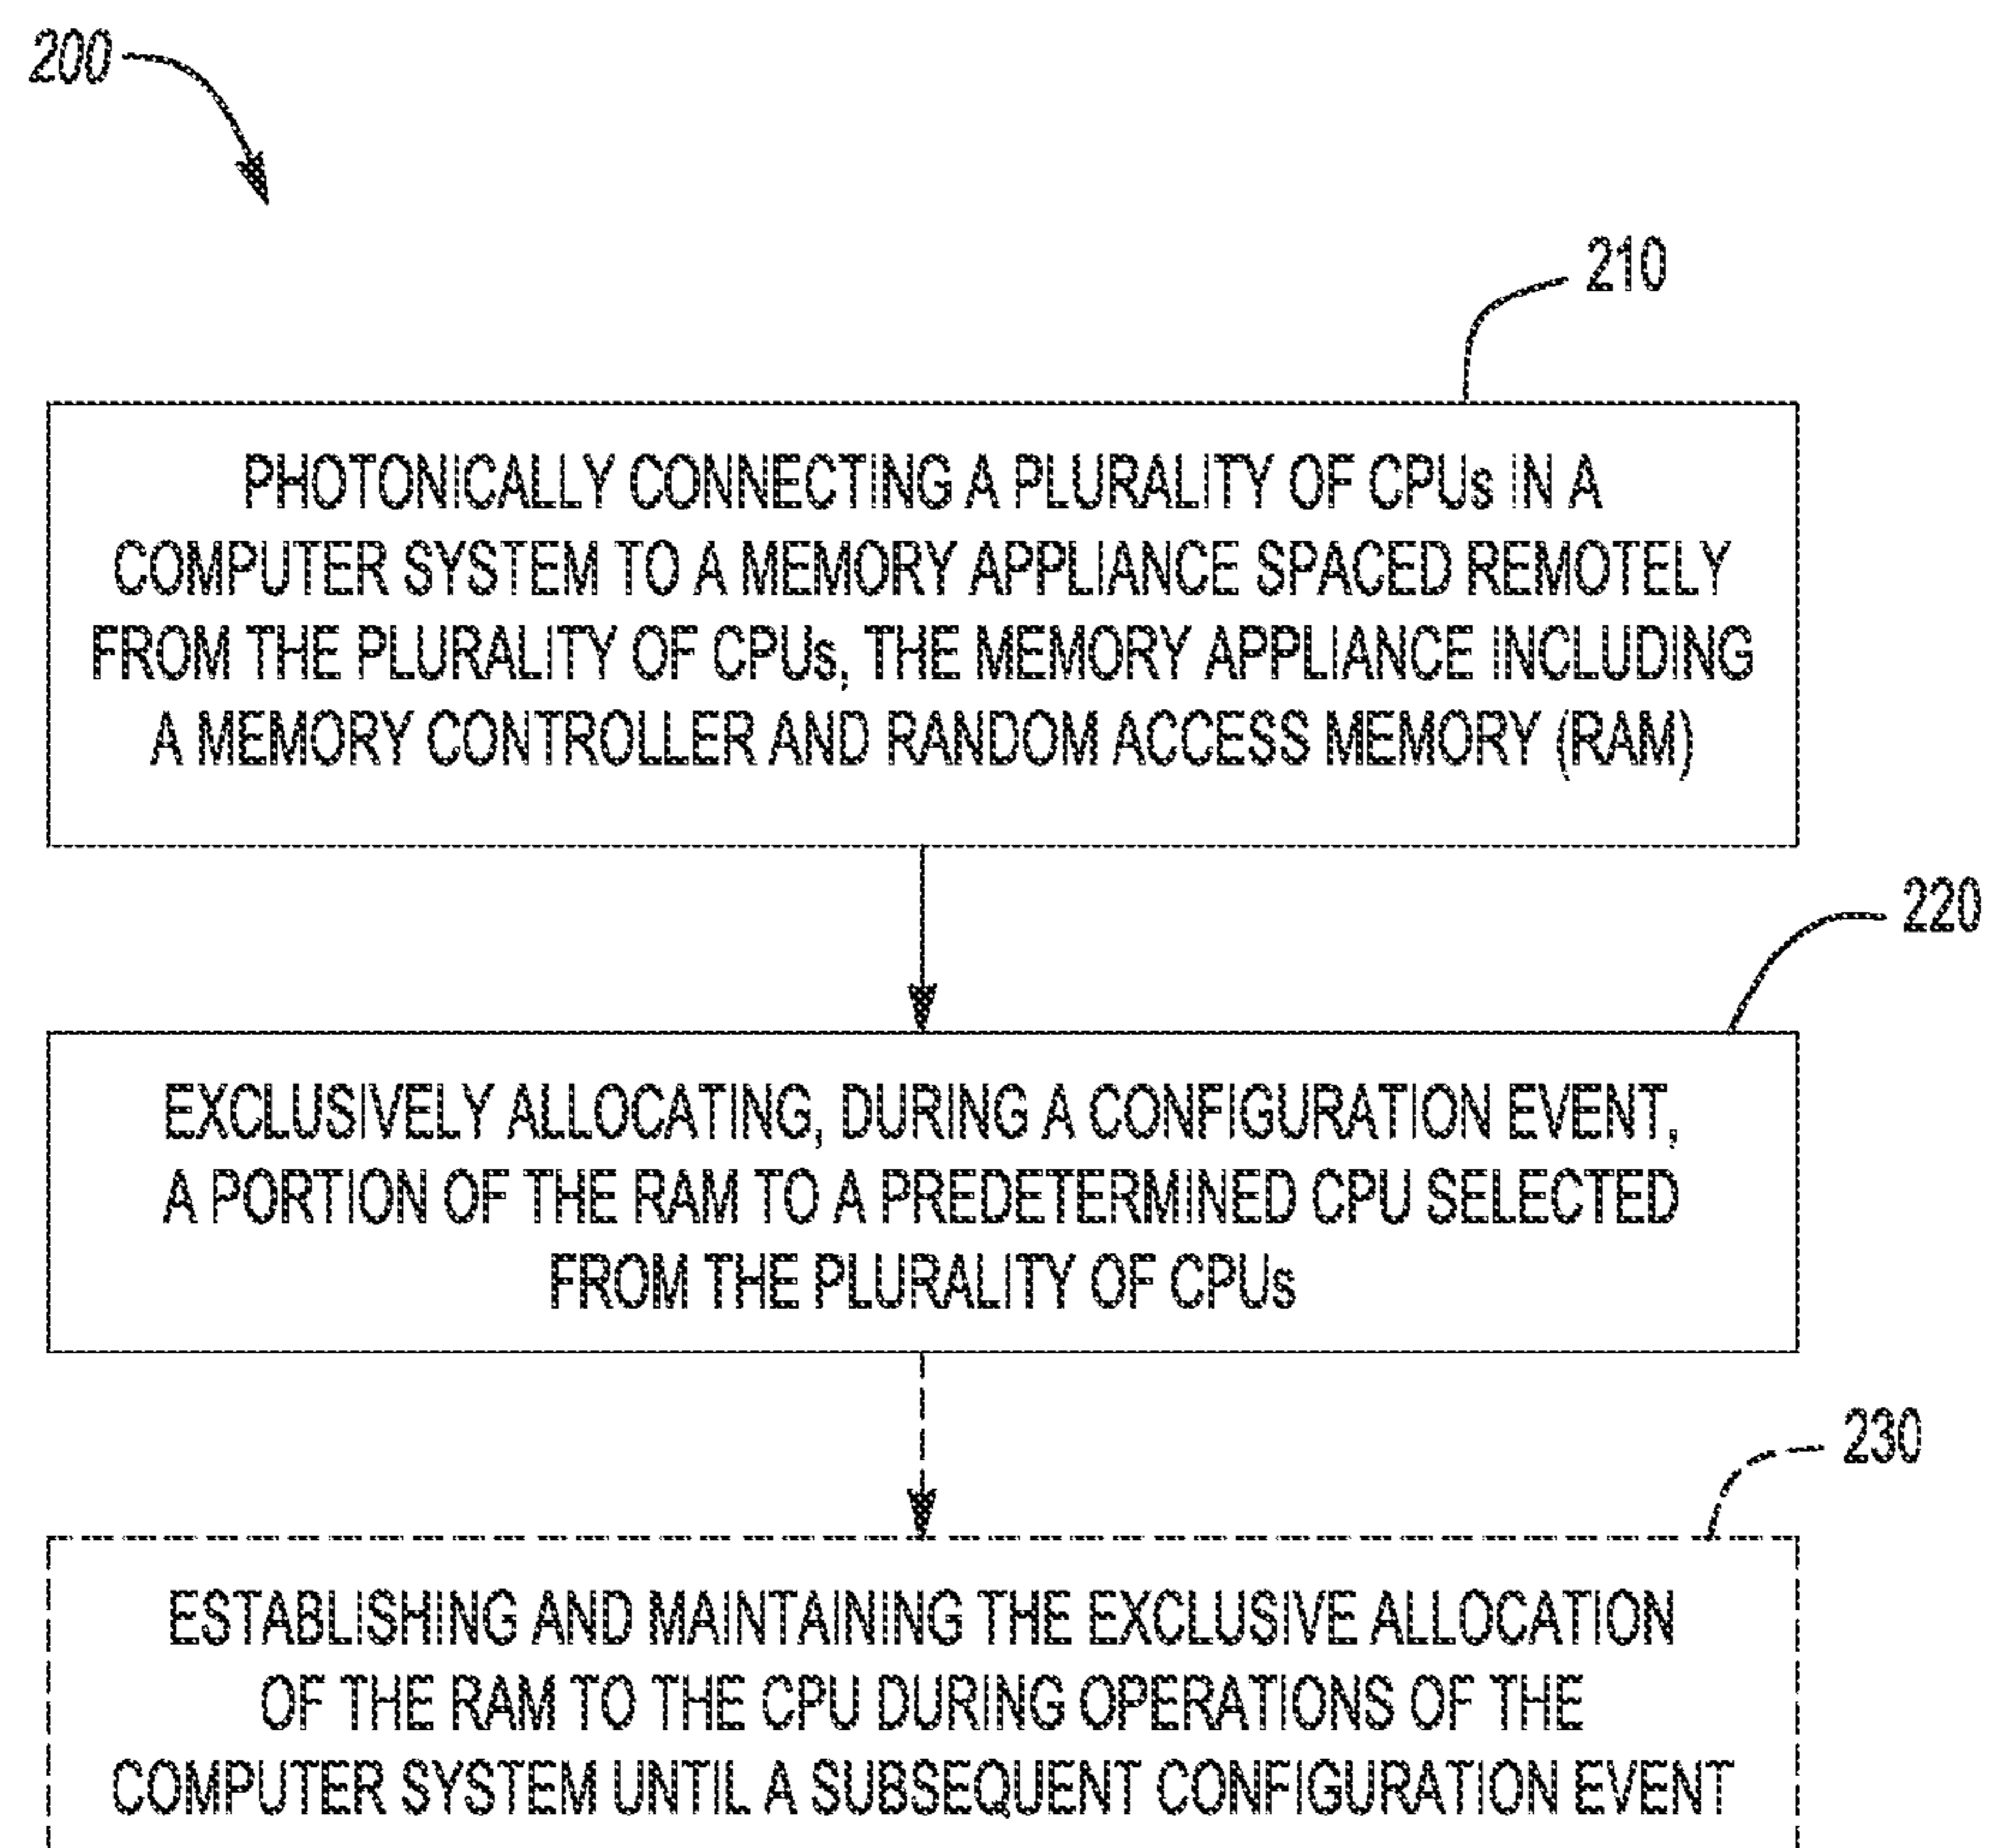 200
210
PHOTONICALLY CONNECTING A PLURALITY OF CPUs IN A
COMPUTER SYSTEM TO A MEMORY APPLIANCE SPACED REMOTELY
FROM THE PLURALITY OF CPUs, THE MEMORY APPLIANCE INCLUDING
A MEMORY CONTROLLER AND RANDOM ACCESS MEMORY (RAM)
220
EXCLUSIVELY ALLOCATING, DURING A CONFIGURATION EVENT,
A PORTION OF THE RAM TO A PREDETERMINED CPU SELECTED
FROM THE PLURALITY OF CPUs
230
ESTABLISHING AND MAINTAINING THE EXCLUSIVE ALLOCATION
OF THE RAM TO THE CPU DURING OPERATIONS OF THE
COMPUTER SYSTEM UNTIL A SUBSEQUENT CONFIGURATION EVENT